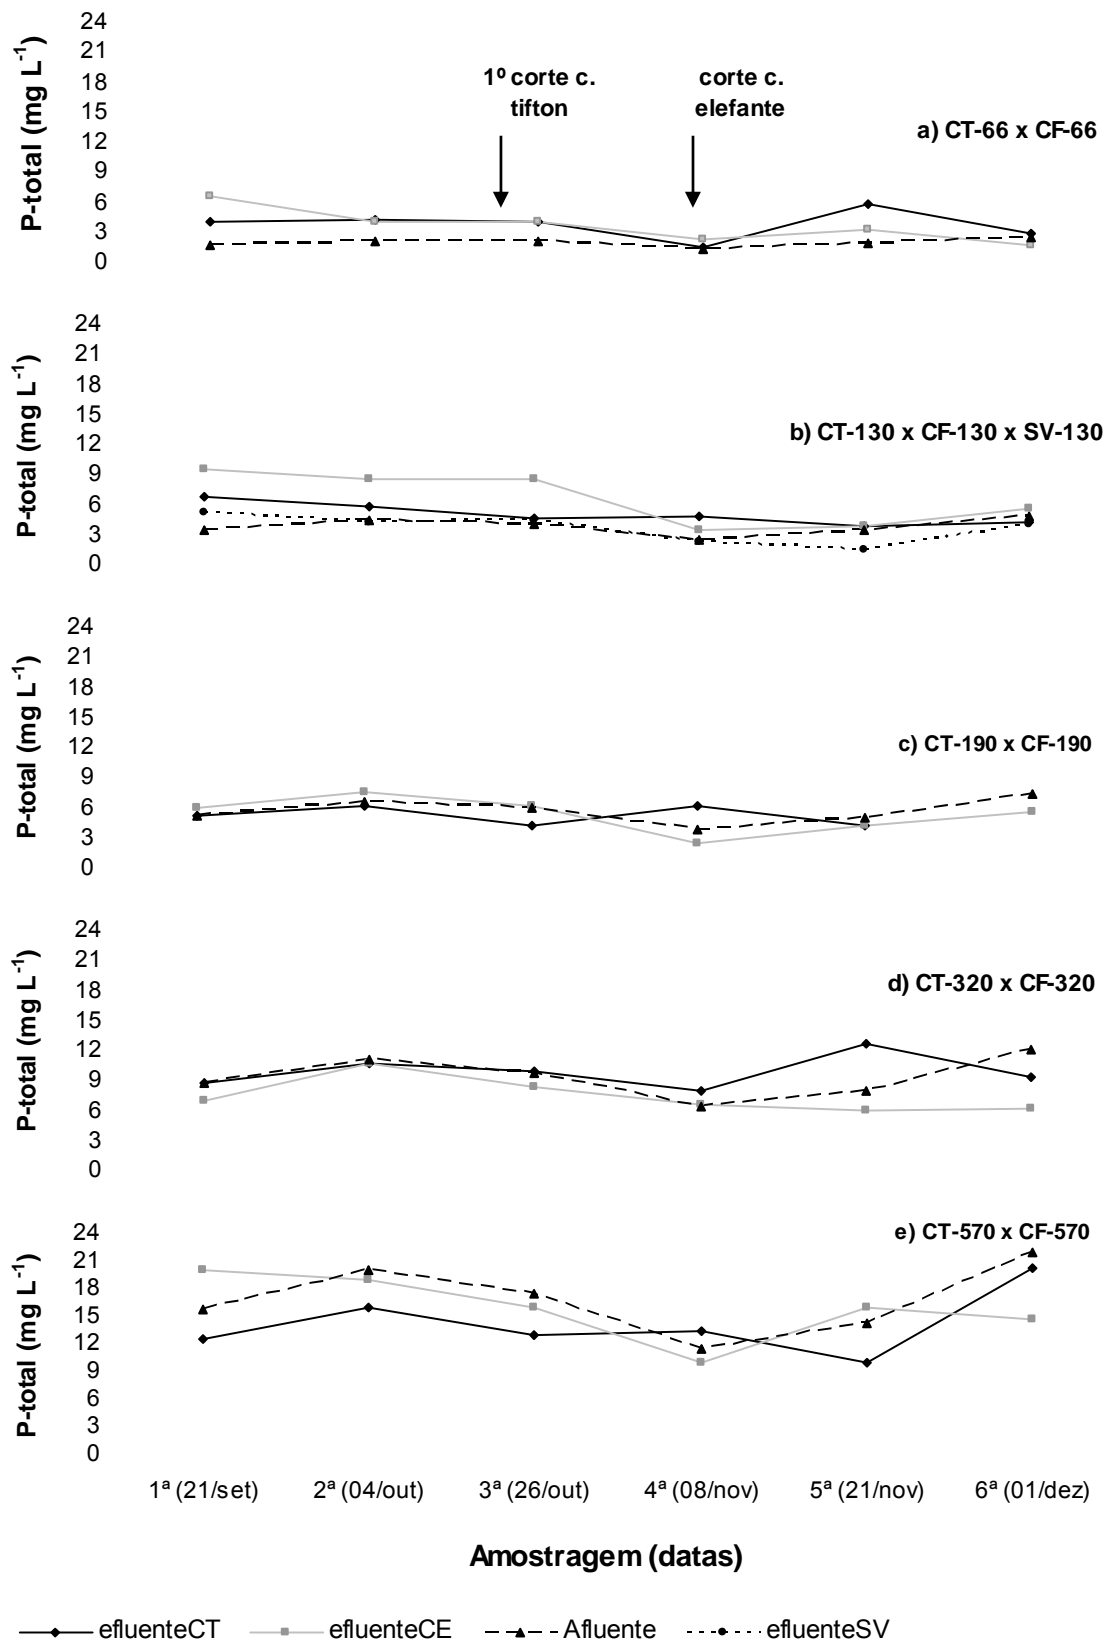 24
21
18
15
12
9
6
3
0
P-total (mg L⁻¹)
1º corte c.
tifton
corte c.
elefante
a) CT-66 x CF-66
24
21
18
15
12
9
6
3
0
P-total (mg L⁻¹)
b) CT-130 x CF-130 x SV-130
24
21
18
15
12
9
6
3
0
P-total (mg L⁻¹)
c) CT-190 x CF-190
24
21
18
15
12
9
6
3
0
P-total (mg L⁻¹)
d) CT-320 x CF-320
24
21
18
15
12
9
6
3
0
P-total (mg L⁻¹)
e) CT-570 x CF-570
1ª (21/set) 2ª (04/out) 3ª (26/out) 4ª (08/nov) 5ª (21/nov) 6ª (01/dez)
Amostragem (datas)
efluenteCT efluenteCE Afluente efluenteSV